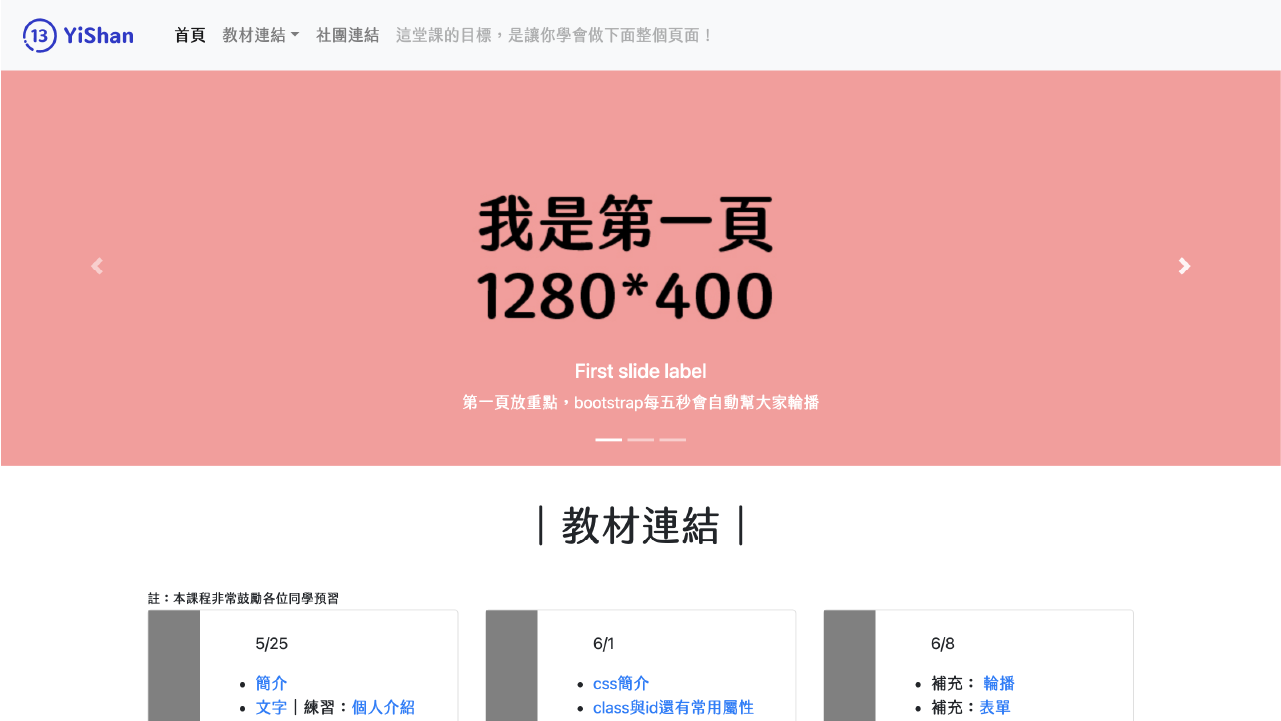 13 YiShan 首頁 教材連結 社團連結 這堂課的目標，是讓你學會做下面整個頁面！
我是第一頁
1280*400
First slide label
第一頁放重點，bootstrap每五秒會自動幫大家輪播
｜教材連結｜
註：本課程非常鼓勵各位同學預習
5/25
簡介
文字｜練習：個人介紹
6/1
css簡介
class與id還有常用屬性
6/8
補充： 輪播
補充：表單